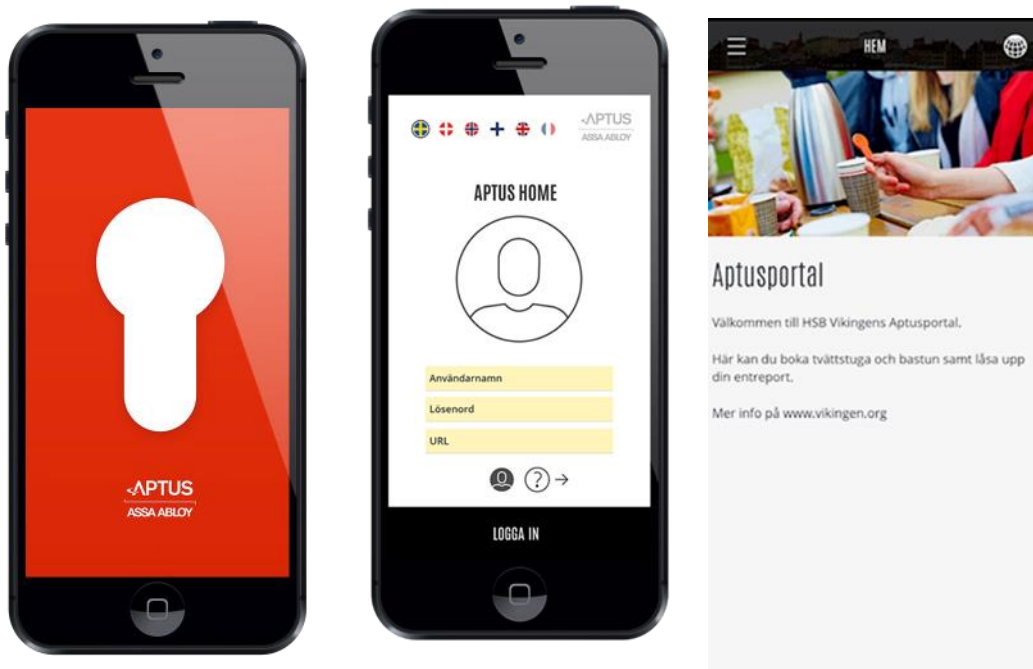 APTUS
ASSA ABLOY
APTUS
ASSA ABLOY
APTUS HOME
Användarnamn
Lösenord
URL
?
LOGGA IN
HEM
Aptusportal
Välkommen till HSB Vikingens Aptusportal.
Här kan du boka tvättstuga och bastun samt låsa upp
din entreport.
Mer info på www.vikingen.org